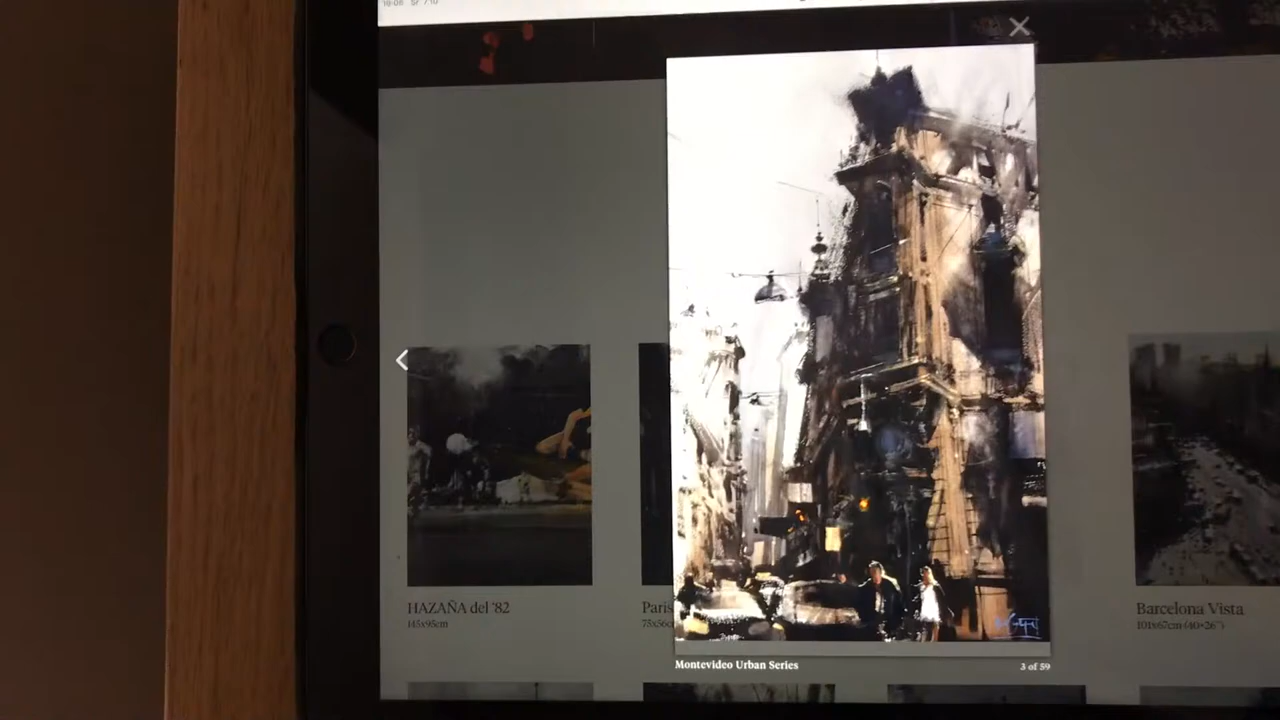 HAZAÑA del '82
145x95cm
Paris
Barcelona Vista
101x67cm (40×26")
Montevideo Urban Series
3 of 59